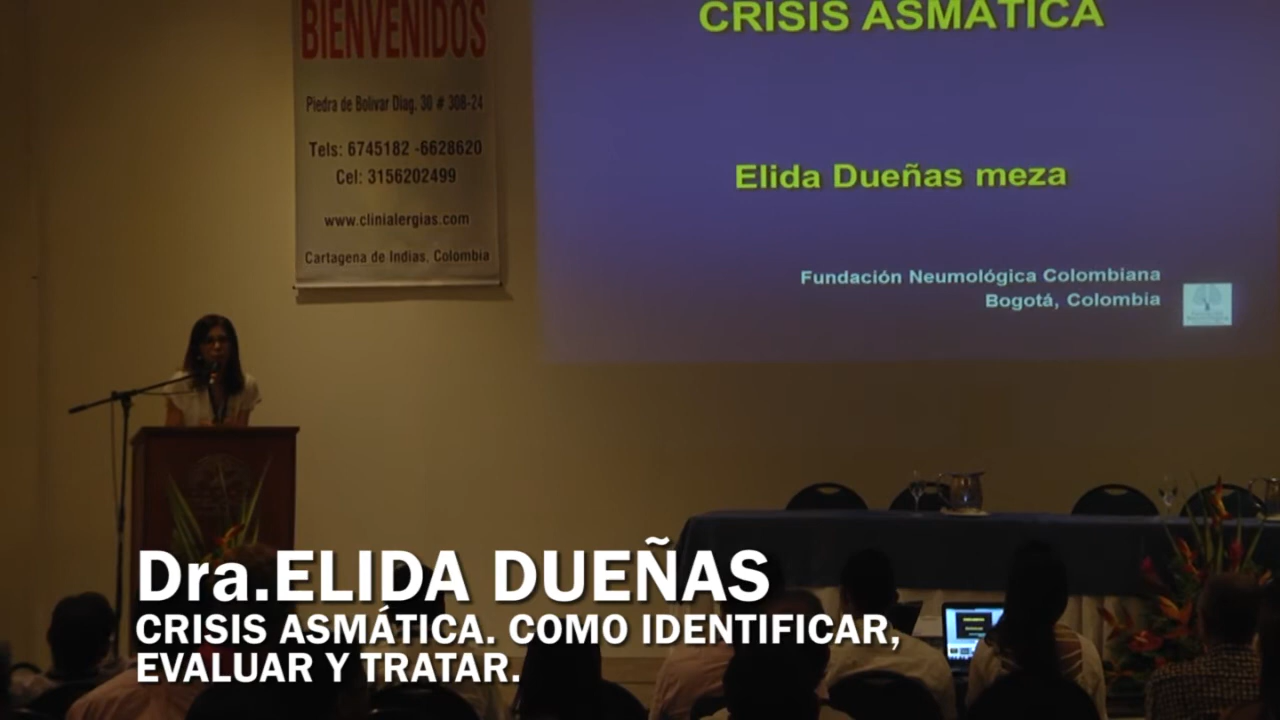 BIENVENIDOS
Piedra de Bolivar Diag. 30 # 30B-24
Tels: 6745182 -6628620
Cel: 3156202499
www.clinialergias.com
Cartagena de Indias, Colombia
CRISIS ASMATICA
Elida Dueñas meza
Fundación Neumológica Colombiana
Bogotá, Colombia
Dra.ELIDA DUEÑAS
CRISIS ASMÁTICA. COMO IDENTIFICAR,
EVALUAR Y TRATAR.